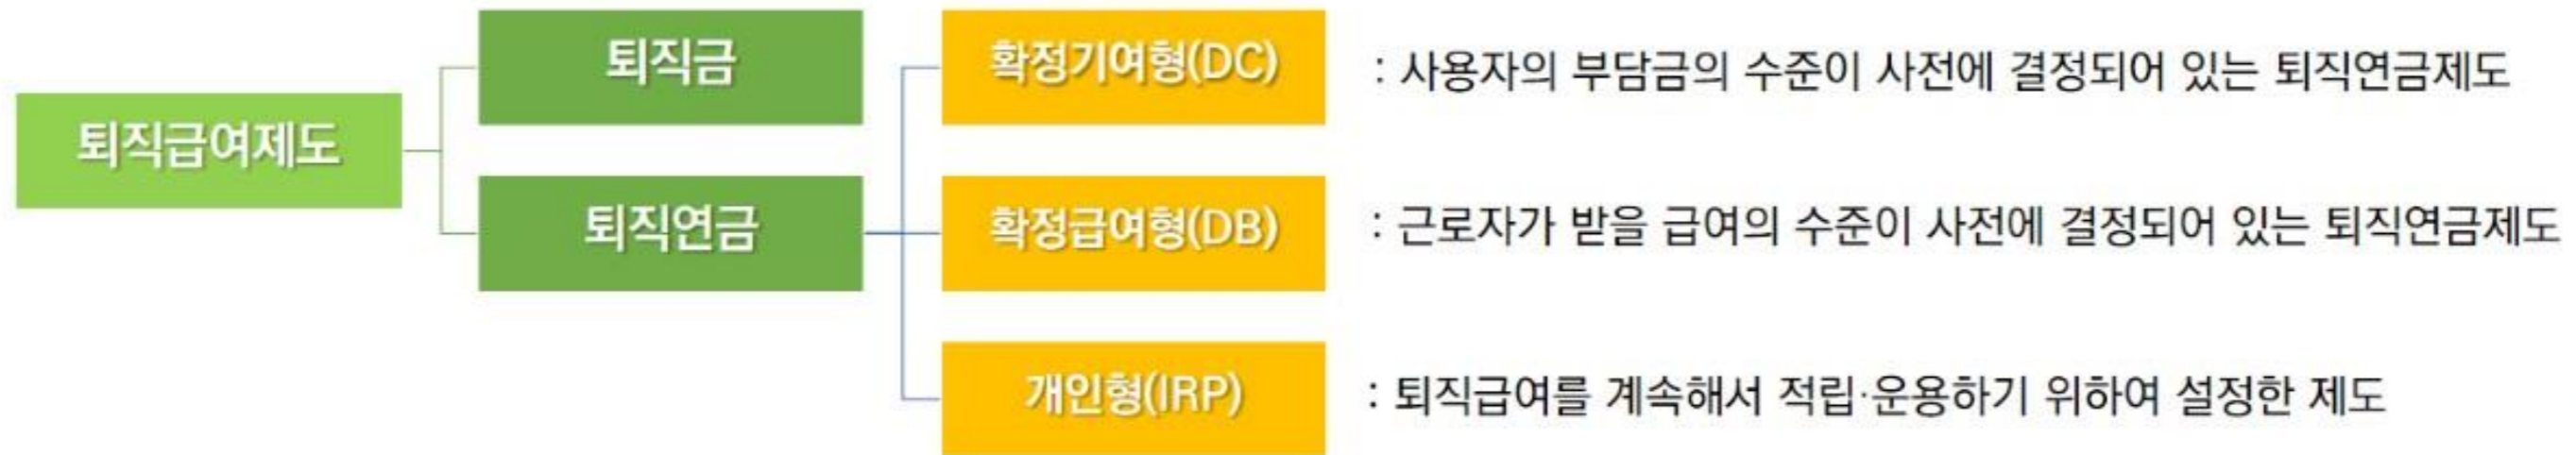 퇴직금
확정기여형(DC)
: 사용자의 부담금의 수준이 사전에 결정되어 있는 퇴직연금제도
퇴직급여제도
퇴직연금
확정급여형(DB)
: 근로자가 받을 급여의 수준이 사전에 결정되어 있는 퇴직연금제도
개인형(IRP)
: 퇴직급여를 계속해서 적립·운용하기 위하여 설정한 제도